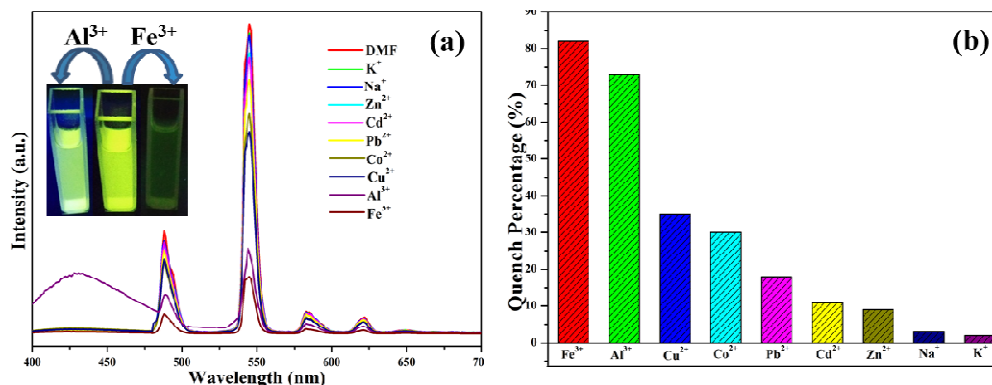 Al³⁺ Fe³⁺
(a)
DMF
K⁺
Na⁺
Zn²⁺
Cd²⁺
Pb²⁺
Co²⁺
Cu²⁺
Al³⁺
Fe³⁺
Intensity (a.u.)
400 450 500 550 600 650 70
Wavelength (nm)
(b)
Quench Percentage (%)
90
80
70
60
50
40
30
20
10
0
Fe³⁺ Al³⁺ Cu²⁺ Co²⁺ Pb²⁺ Cd²⁺ Zn²⁺ Na⁺ K⁺